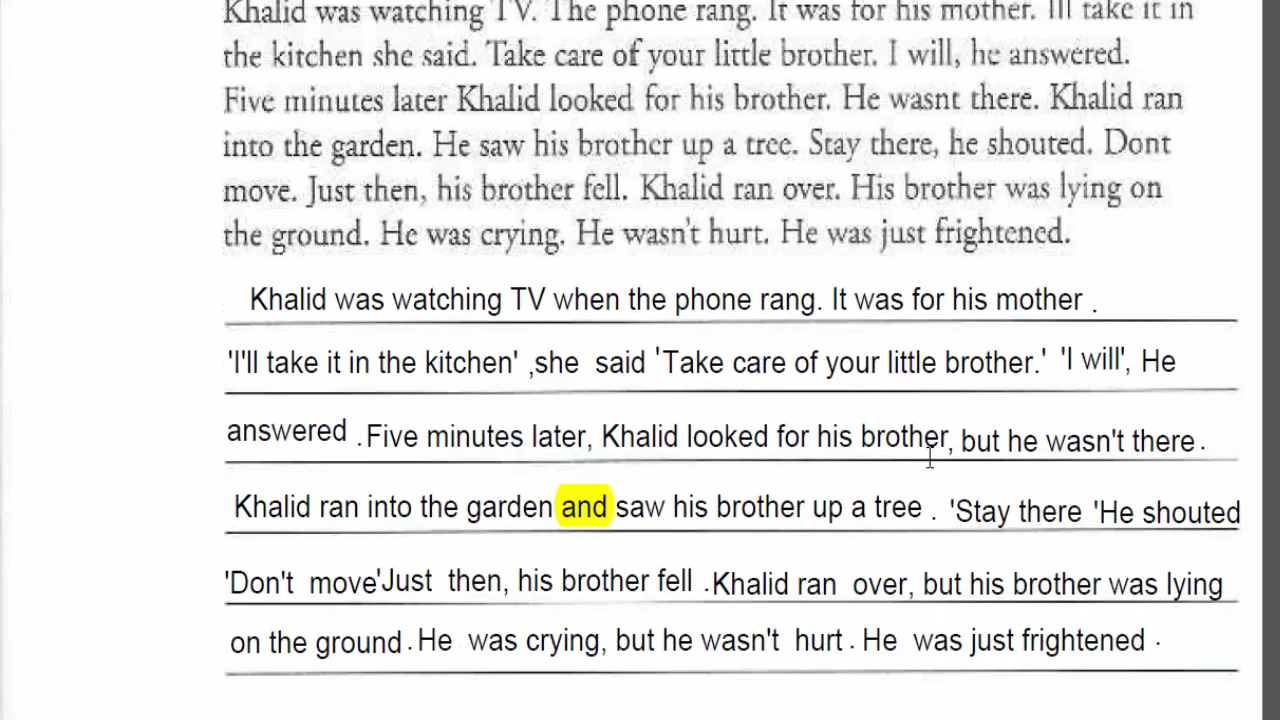 Khalid was watching TV. The phone rang. It was for his mother. Ill take it in
the kitchen she said. Take care of your little brother. I will, he answered.
Five minutes later Khalid looked for his brother. He wasnt there. Khalid ran
into the garden. He saw his brother up a tree. Stay there, he shouted. Dont
move. Just then, his brother fell. Khalid ran over. His brother was lying on
the ground. He was crying. He wasn't hurt. He was just frightened.
Khalid was watching TV when the phone rang. It was for his mother .
'I'll take it in the kitchen' ,she said 'Take care of your little brother.' 'I will', He
answered .Five minutes later, Khalid looked for his brother, but he wasn't there .
Khalid ran into the garden and saw his brother up a tree . 'Stay there 'He shouted
'Don't move'Just then, his brother fell .Khalid ran over, but his brother was lying
on the ground . He was crying, but he wasn't hurt . He was just frightened .